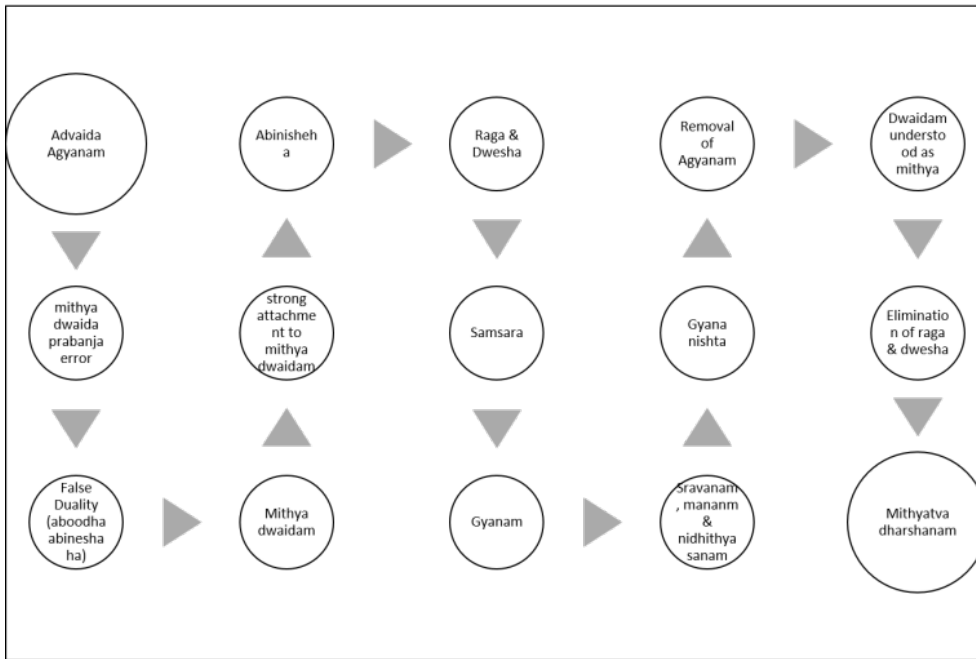 Advaida
Agyanam
mithya
dwaida
prabanja
error
False
Duality
(aboodha
abinesha
ha)
Mithya
dwaidam
strong
attachme
nt to
mithya
dwaidam
Abinisheh
a
Raga &
Dwesha
Samsara
Gyanam
Sravanam
, mananm
&
nidhithya
sanam
Gyana
nishta
Removal
of
Agyanam
Dwaidam
understo
od as
mithya
Eliminatio
n of raga
& dwesha
Mithyatva
dharshanam